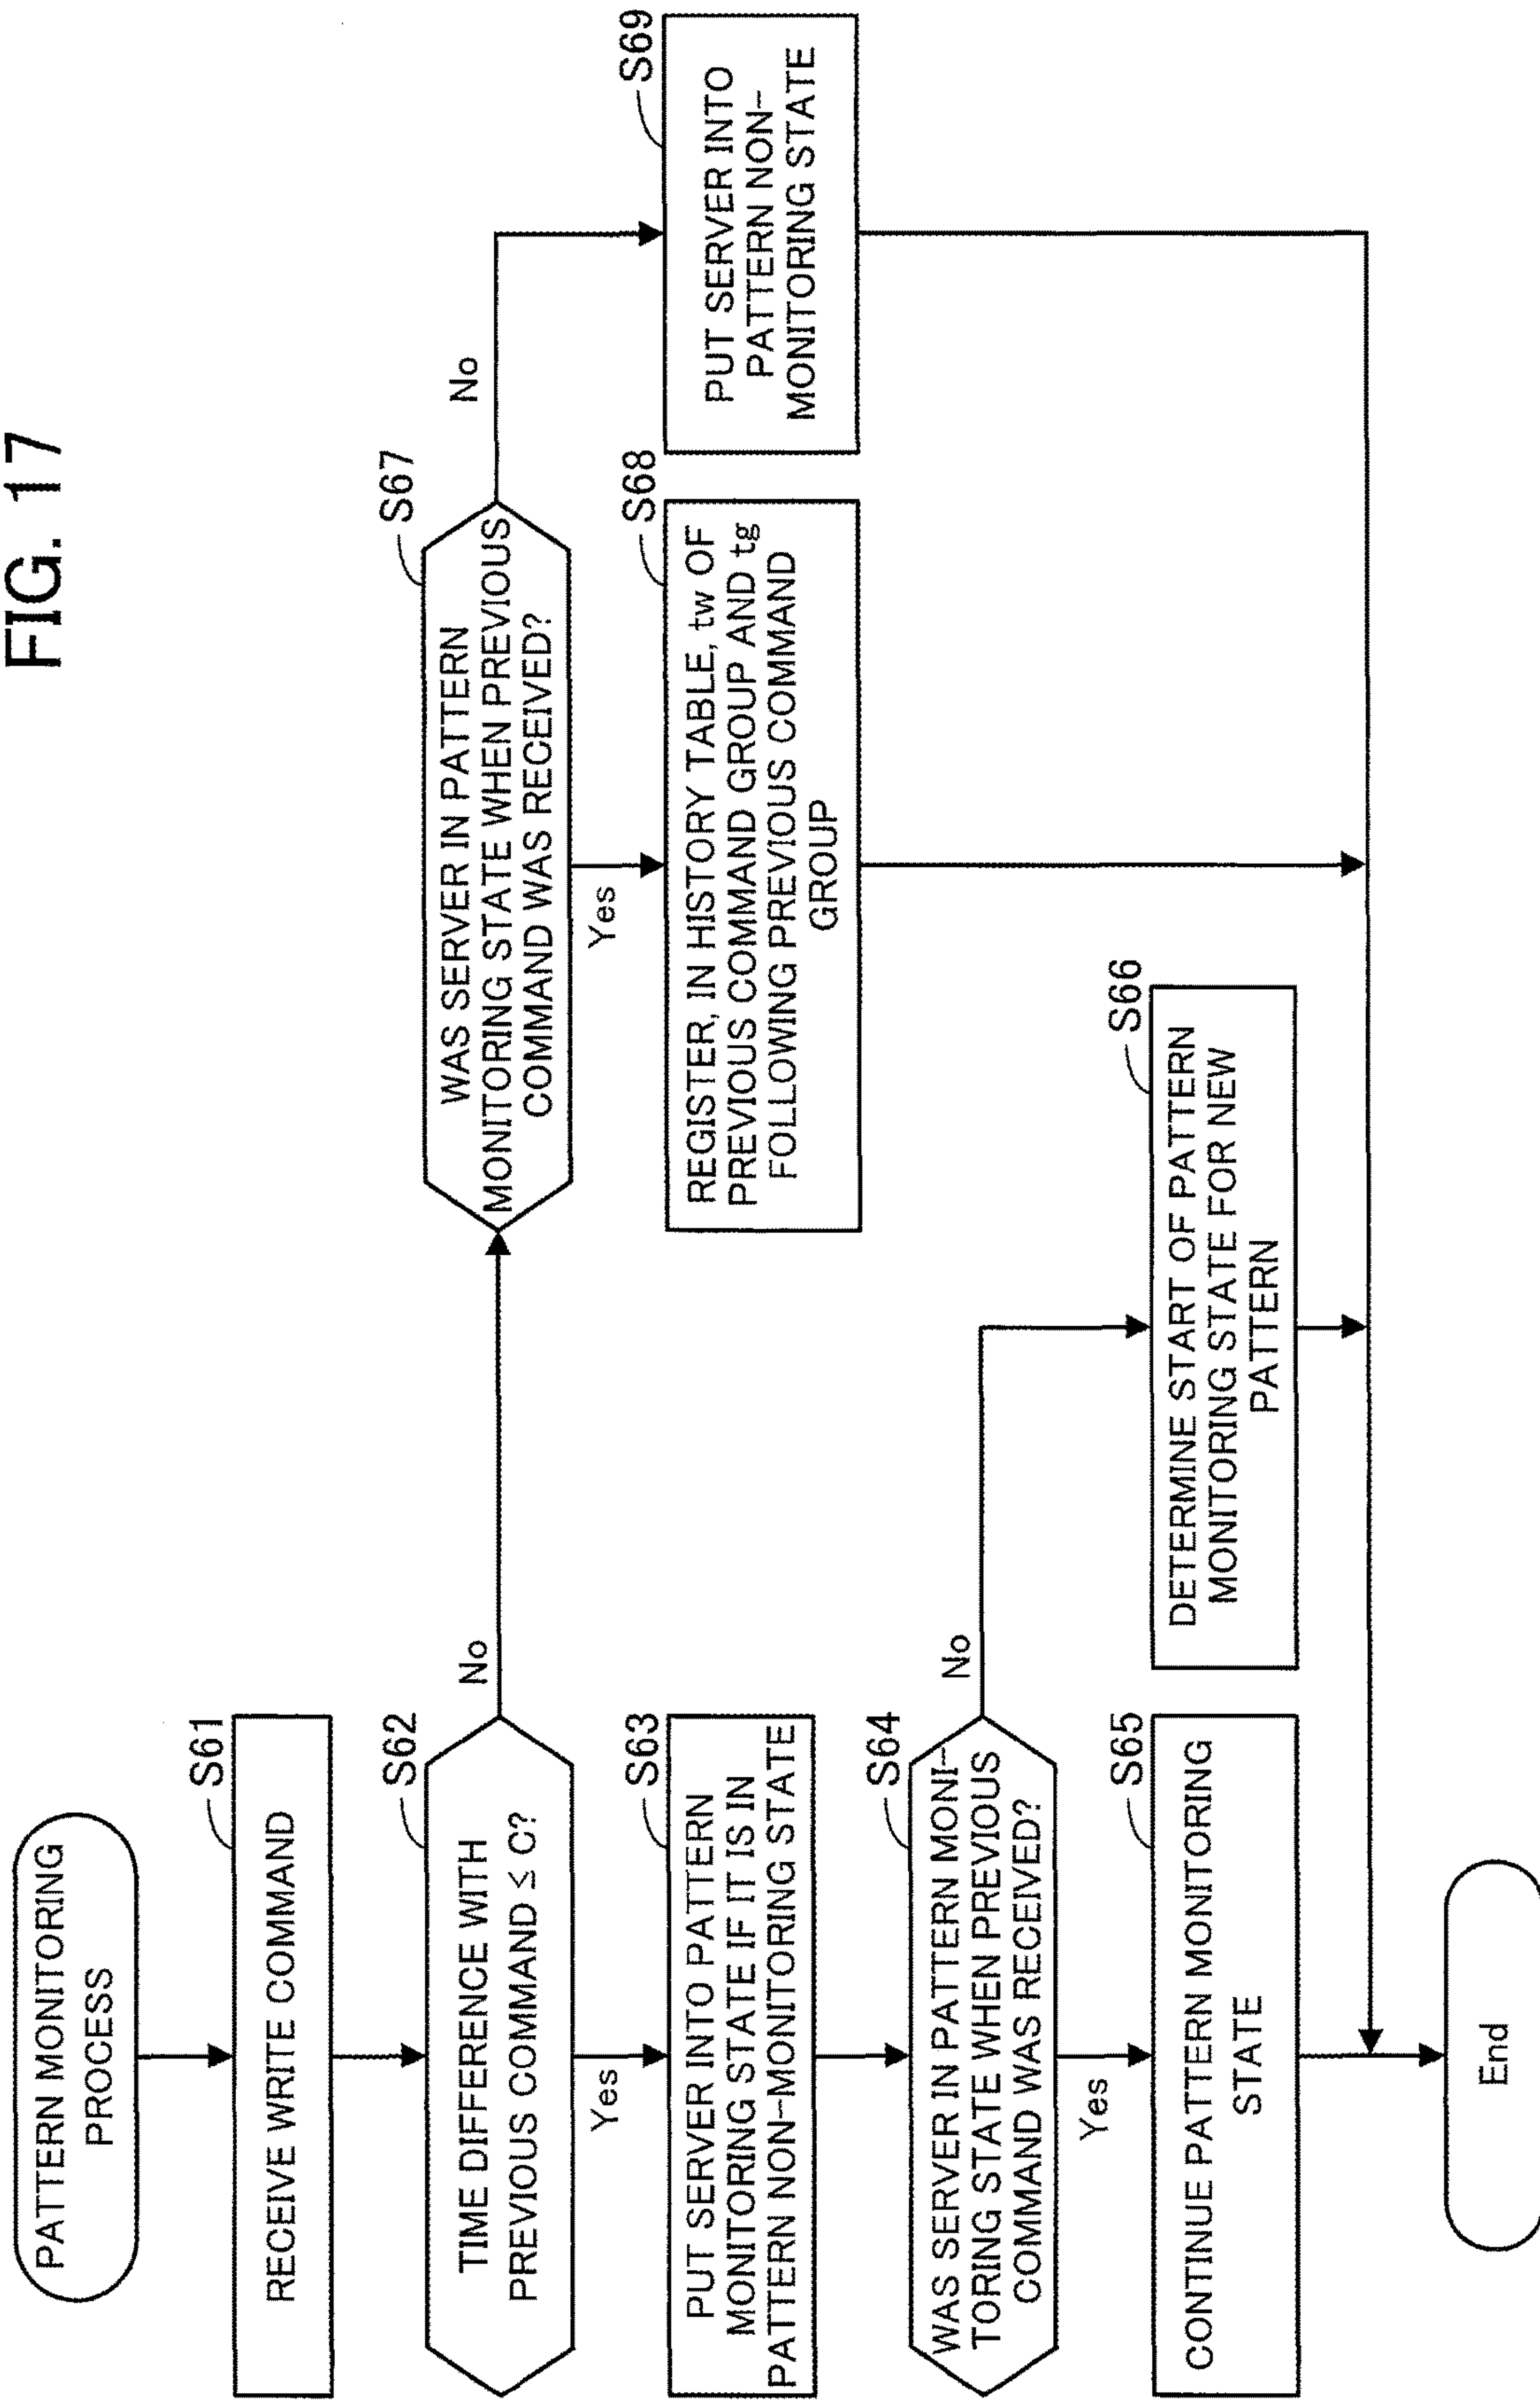 FIG. 17
PATTERN MONITORING
PROCESS
S61
RECEIVE WRITE COMMAND
S62
TIME DIFFERENCE WITH
PREVIOUS COMMAND ≤ C?
No
Yes
S63
PUT SERVER INTO PATTERN
MONITORING STATE IF IT IS IN
PATTERN NON-MONITORING STATE
S64
WAS SERVER IN PATTERN MONI-
TORING STATE WHEN PREVIOUS
COMMAND WAS RECEIVED?
No
Yes
S65
CONTINUE PATTERN MONITORING
STATE
S66
DETERMINE START OF PATTERN
MONITORING STATE FOR NEW
PATTERN
S67
WAS SERVER IN PATTERN
MONITORING STATE WHEN PREVIOUS
COMMAND WAS RECEIVED?
No
Yes
S68
REGISTER, IN HISTORY TABLE, tw OF
PREVIOUS COMMAND GROUP AND tg
FOLLOWING PREVIOUS COMMAND
GROUP
S69
PUT SERVER INTO
PATTERN NON-
MONITORING STATE
End